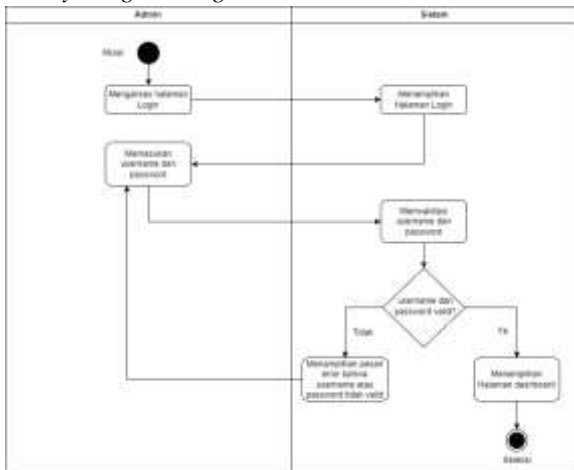 Admin
Sistem
Mulai
Mengakses halaman
Login
Menampilkan
Halaman Login
Memasukan
username dan
password
Memvalidasi
username dan
password
username dan
password valid?
Tidak
Ya
Menampilkan pesan
error bahwa
username atau
password tidak valid
Menampilkan
Halaman dashboard
Selesai